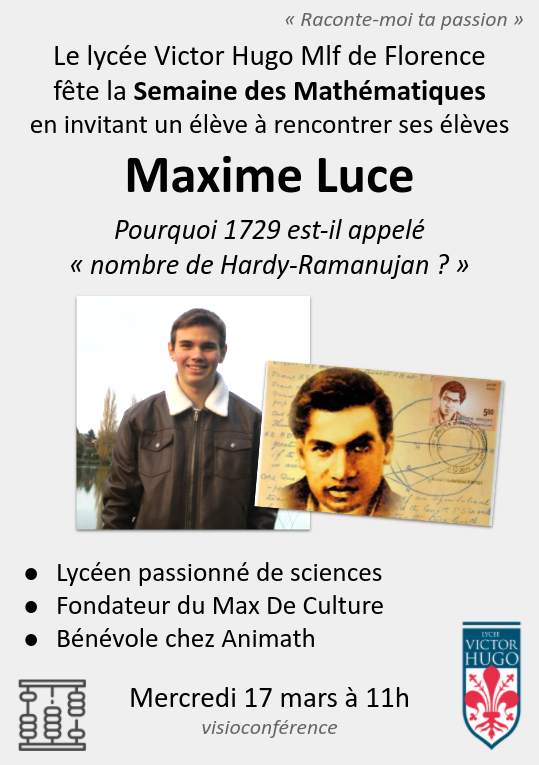 « Raconte-moi ta passion »
Le lycée Victor Hugo Mlf de Florence
fête la Semaine des Mathématiques
en invitant un élève à rencontrer ses élèves
Maxime Luce
Pourquoi 1729 est-il appelé
« nombre de Hardy-Ramanujan ? »
500
● Lycéen passionné de sciences
● Fondateur du Max De Culture
● Bénévole chez Animath
LYCÉE
VICTOR
HUGO
Mercredi 17 mars à 11h
visioconférence